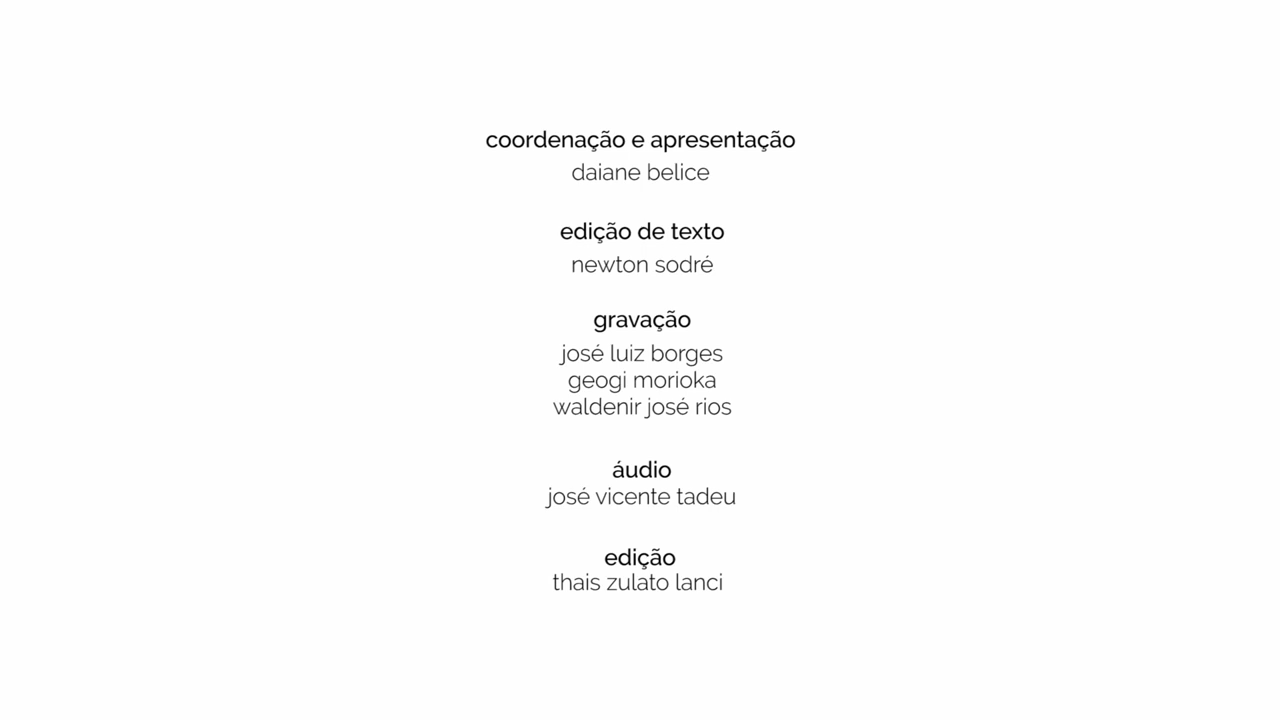 coordenação e apresentação
daiane belice
edição de texto
newton sodré
gravação
josé luiz borges
geogi morioka
waldenir josé rios
áudio
josé vicente tadeu
edição
thais zulato lanci